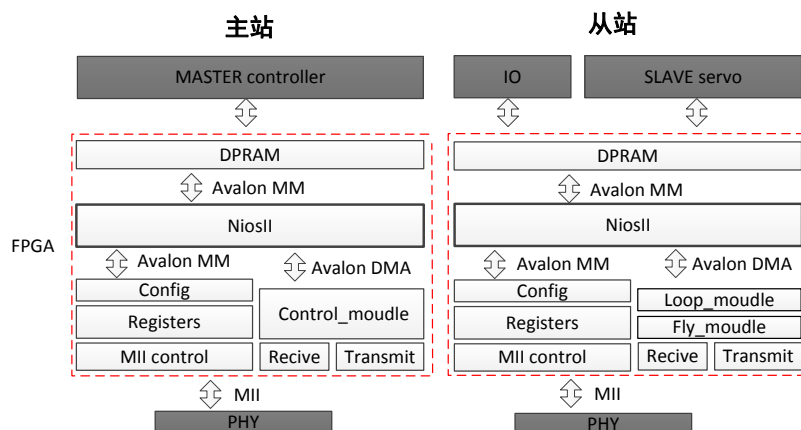 主站
从站
MASTER controller
IO
SLAVE servo
FPGA
DPRAM
Avalon MM
NiosII
Avalon MM
Avalon DMA
Config
Registers
MII control
Control_moudle
Recive
Transmit
MII
PHY
DPRAM
Avalon MM
NiosII
Avalon MM
Avalon DMA
Config
Registers
MII control
Loop_moudle
Fly_moudle
Recive
Transmit
MII
PHY